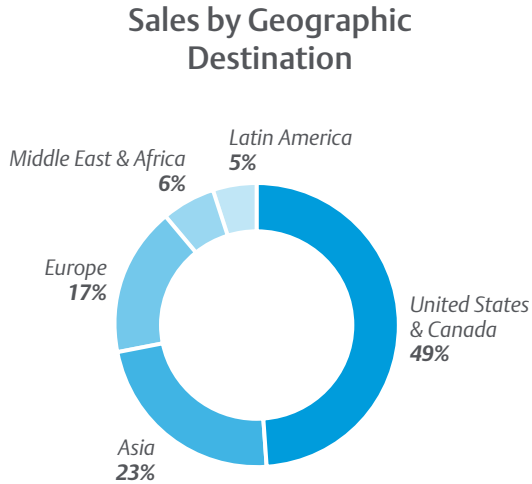 Sales by Geographic
Destination
Latin America
5%
Middle East & Africa
6%
Europe
17%
United States
& Canada
49%
Asia
23%